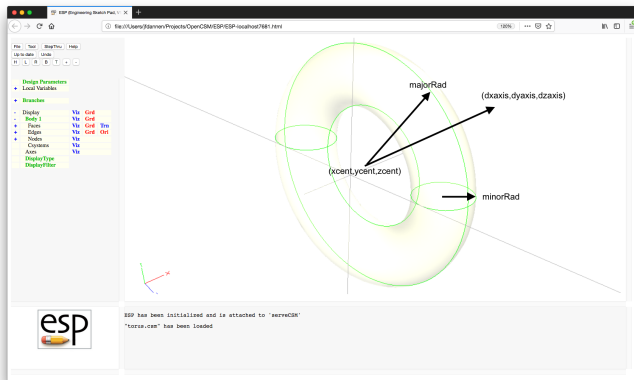 ESP (Engineering Sketch Pad, V
file:///Users/jfdannen/Projects/OpenCSM/ESP/ESP-localhost7681.html
100%
File Tool StepThru Help
Up to date Undo
H L R B T + -
Design Parameters
+ Local Variables
+ Branches
- Display Viz Grd
- Body 1 Viz Grd
+ Faces Viz Grd Trn
+ Edges Viz Grd Ori
+ Nodes Viz
Csystems Viz
Axes Viz
DisplayType
DisplayFilter
majorRad
(dxaxis,dyaxis,dzaxis)
(xcent,ycent,zcent)
minorRad
X
esp
ESP has been initialized and is attached to 'serveCSM'
"torus.csm" has been loaded